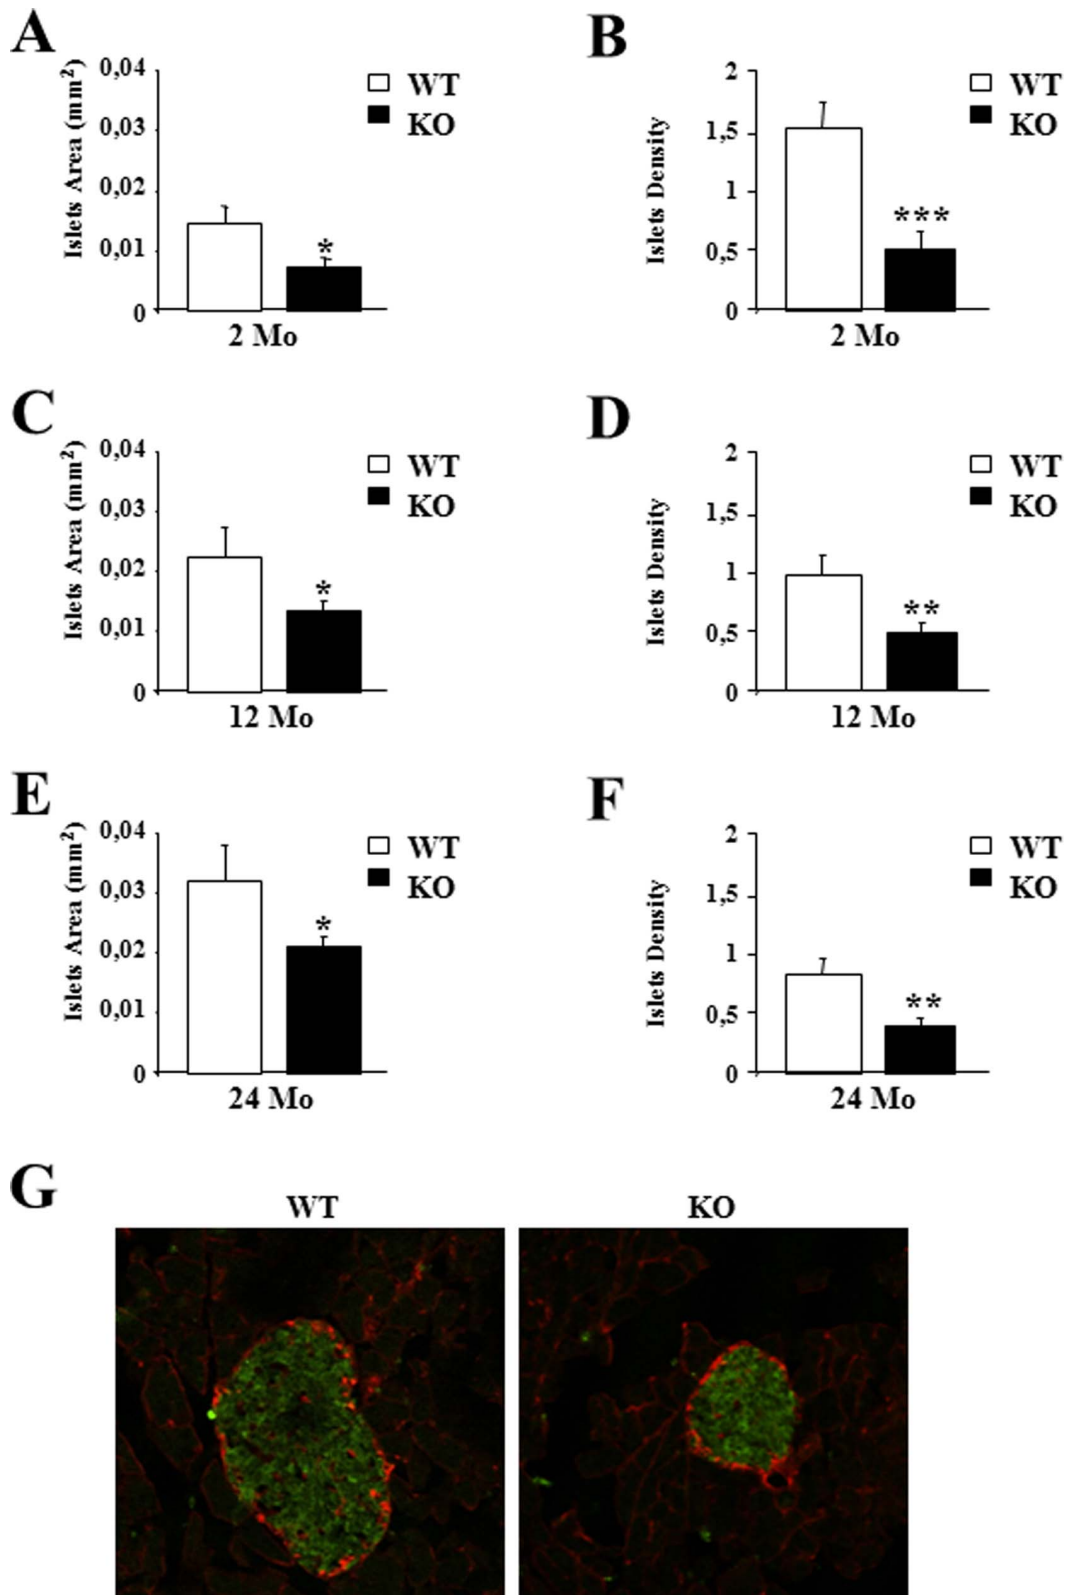 A
Islets Area (mm²)
0,04
0,03
0,02
0,01
0
WT
KO
*
2 Mo
B
Islets Density
2
1,5
1
0,5
0
WT
KO
***
2 Mo
C
Islets Area (mm²)
0,04
0,03
0,02
0,01
0
WT
KO
*
12 Mo
D
Islets Density
2
1,5
1
0,5
0
WT
KO
**
12 Mo
E
Islets Area (mm²)
0,04
0,03
0,02
0,01
0
WT
KO
*
24 Mo
F
Islets Density
2
1,5
1
0,5
0
WT
KO
**
24 Mo
G
WT
KO